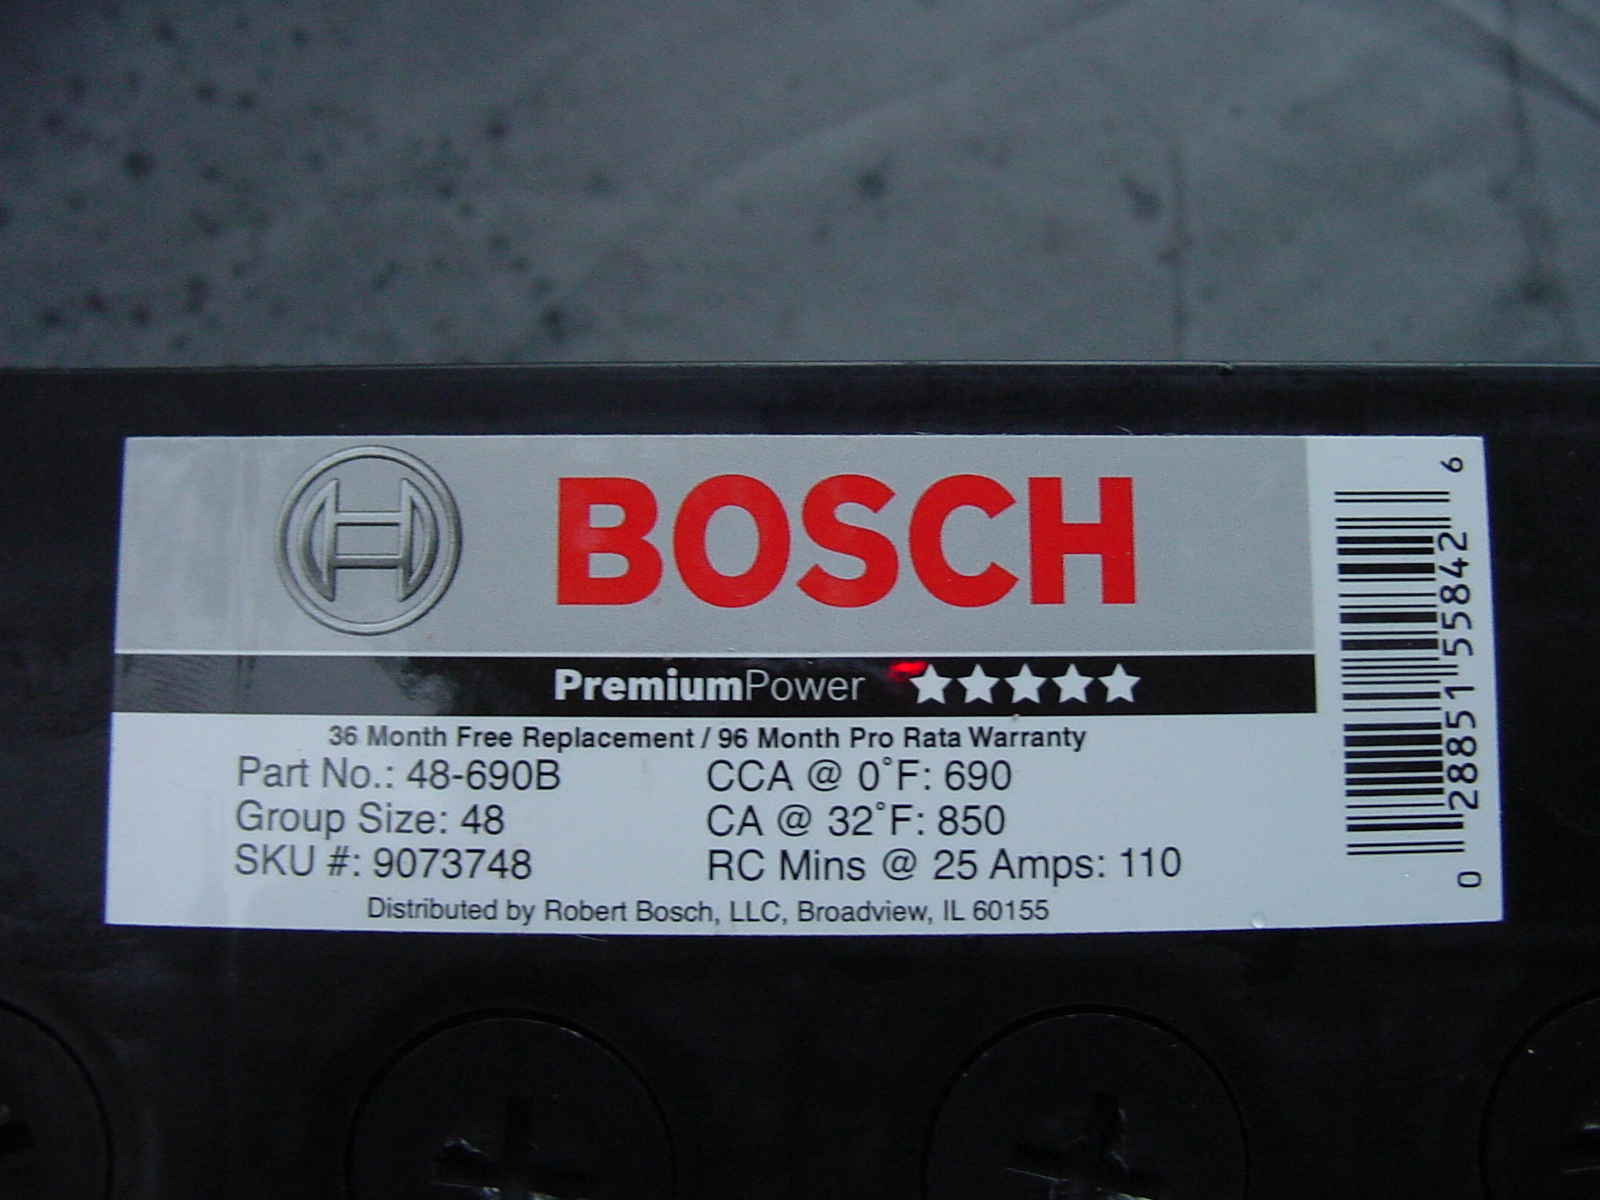 BOSCH
PremiumPower ★★★★★
36 Month Free Replacement / 96 Month Pro Rata Warranty
Part No.: 48-690B
CCA @ 0°F: 690
Group Size: 48
CA @ 32°F: 850
SKU #: 9073748
RC Mins @ 25 Amps: 110
Distributed by Robert Bosch, LLC, Broadview, IL 60155
0 28851 55842 6